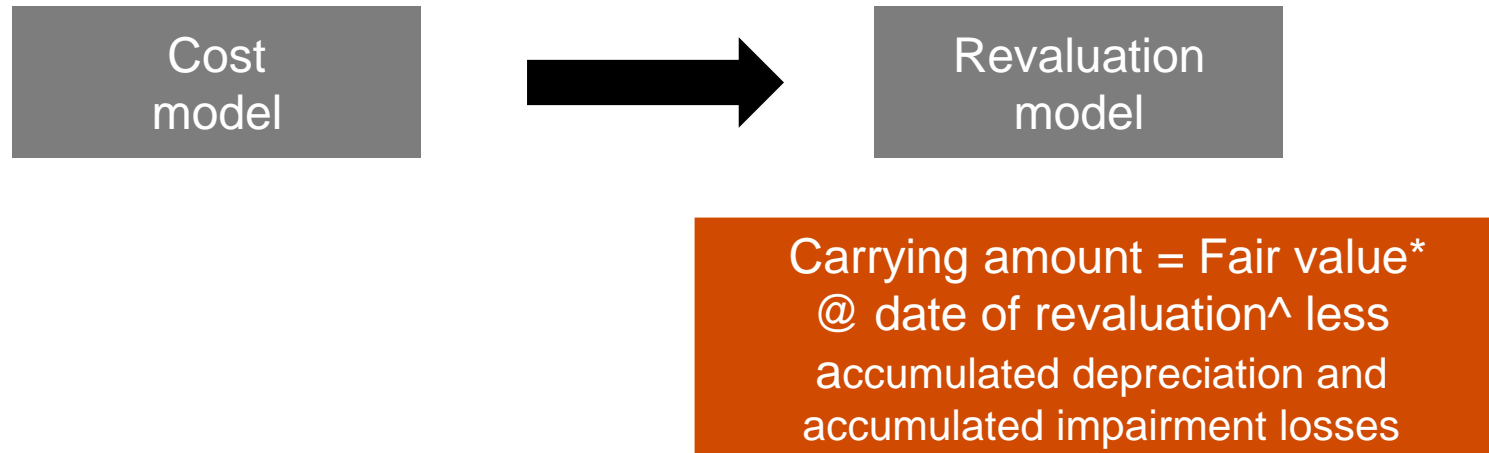 Cost
model
Revaluation
model
Carrying amount = Fair value*
@ date of revaluation^ less
accumulated depreciation and
accumulated impairment losses